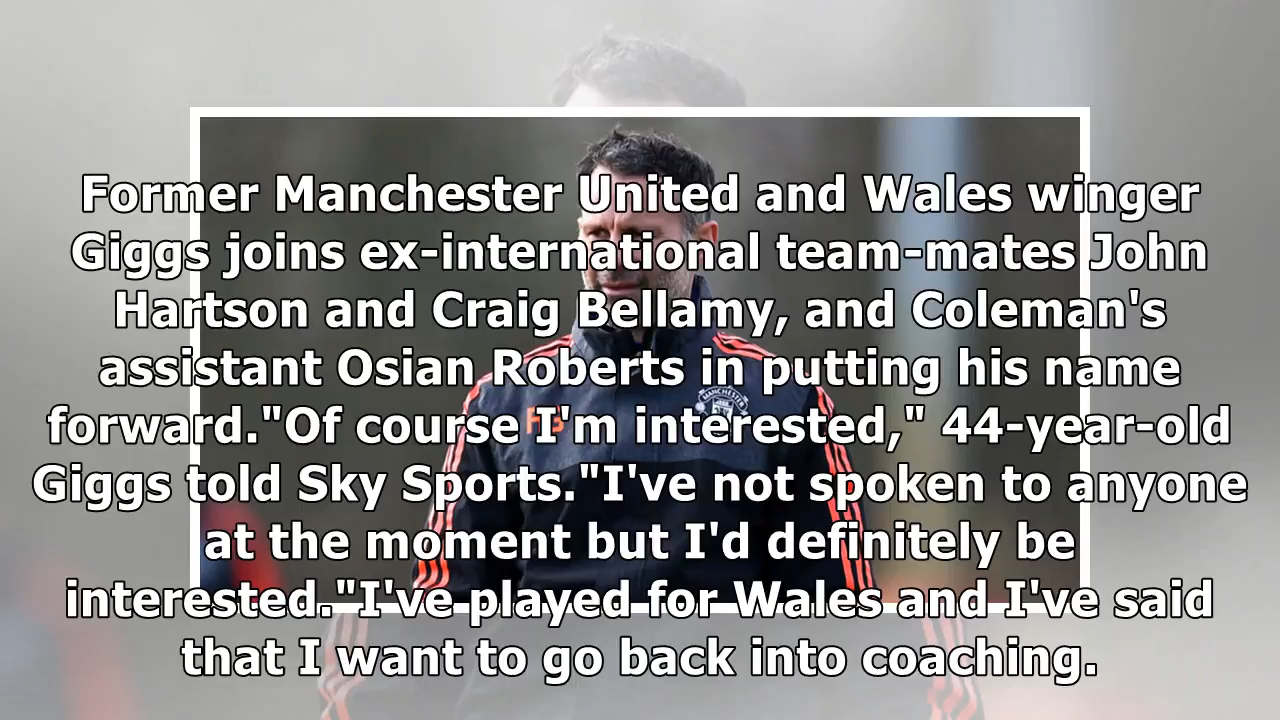 Former Manchester United and Wales winger
Giggs joins ex-international team-mates John
Hartson and Craig Bellamy, and Coleman's
assistant Osian Roberts in putting his name
forward."Of course I'm interested," 44-year-old
Giggs told Sky Sports."I've not spoken to anyone
at the moment but I'd definitely be
interested."I've played for Wales and I've said
that I want to go back into coaching.
MANCHESTER